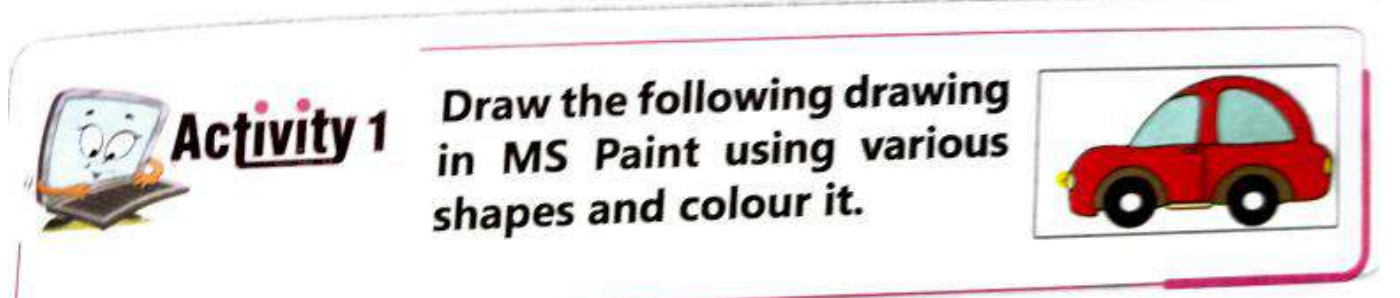 Activity 1
Draw the following drawing
in MS Paint using various
shapes and colour it.